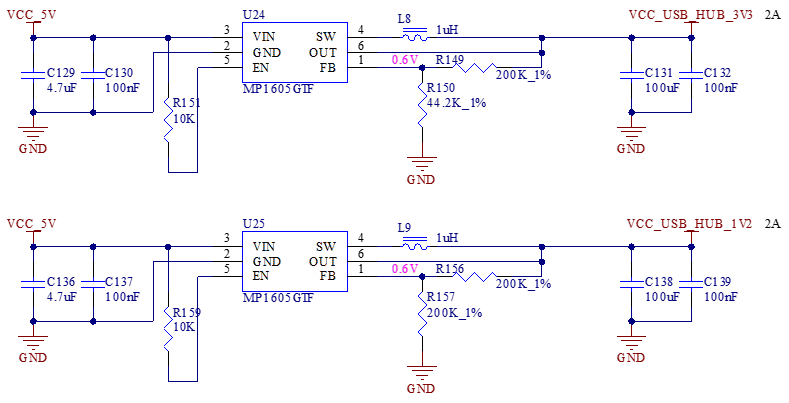 VCC_5V U24 L8 VCC_USB_HUB_3V3 2A
3 VIN SW 4 1uH
2 GND OUT 6
5 EN FB 1 0.6V R149
MP1605GTF 200K_1%
C129 C130 C131 C132
4.7uF 100nF 100uF 100nF
R151 R150
10K 44.2K_1%
GND GND
GND
VCC_5V U25 L9 VCC_USB_HUB_1V2 2A
3 VIN SW 4 1uH
2 GND OUT 6
5 EN FB 1 0.6V R156
MP1605GTF 200K_1%
C136 C137 C138 C139
4.7uF 100nF 100uF 100nF
R159 R157
10K 200K_1%
GND GND
GND